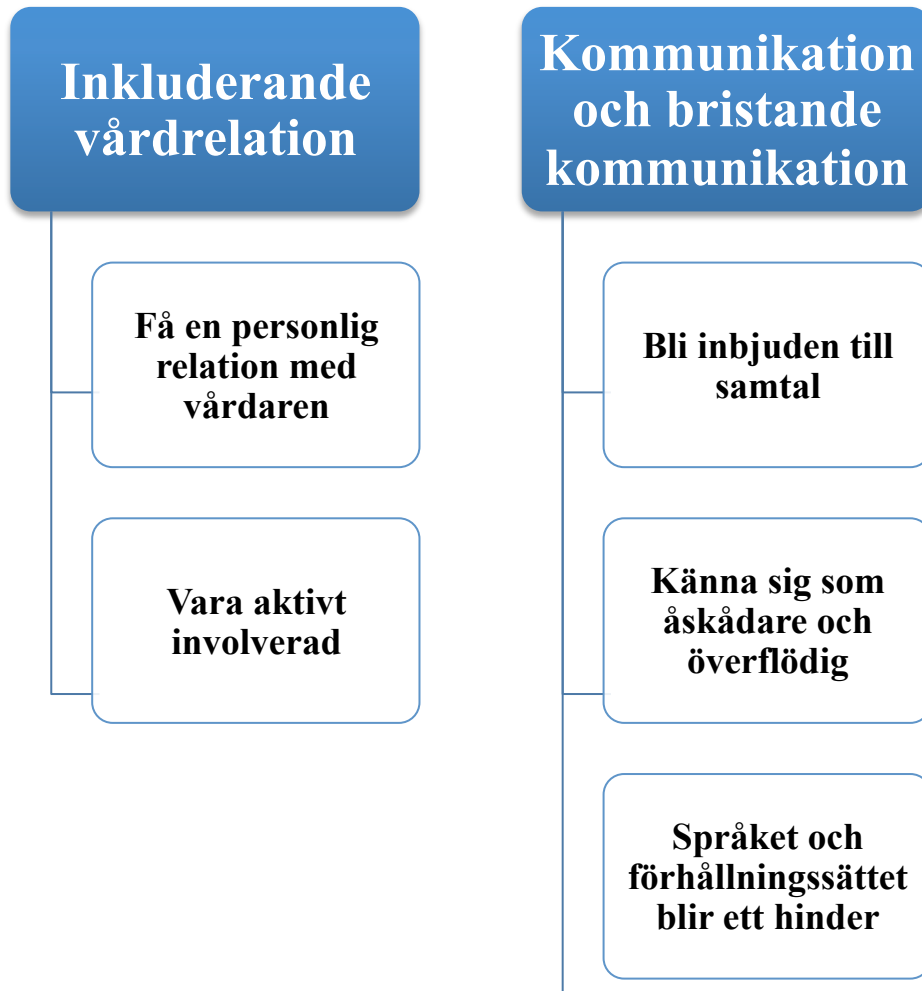 Inkluderande
vårdrelation
Få en personlig
relation med
vårdaren
Vara aktivt
involverad
Kommunikation
och bristande
kommunikation
Bli inbjuden till
samtal
Känna sig som
åskådare och
överflödig
Språket och
förhållningssättet
blir ett hinder